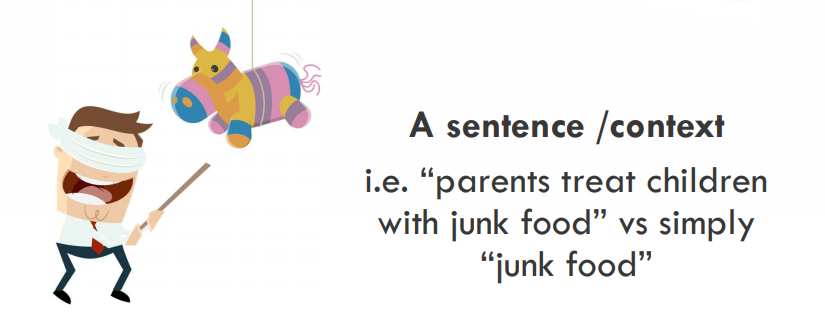 A sentence /context
i.e. “parents treat children
with junk food” vs simply
“junk food”